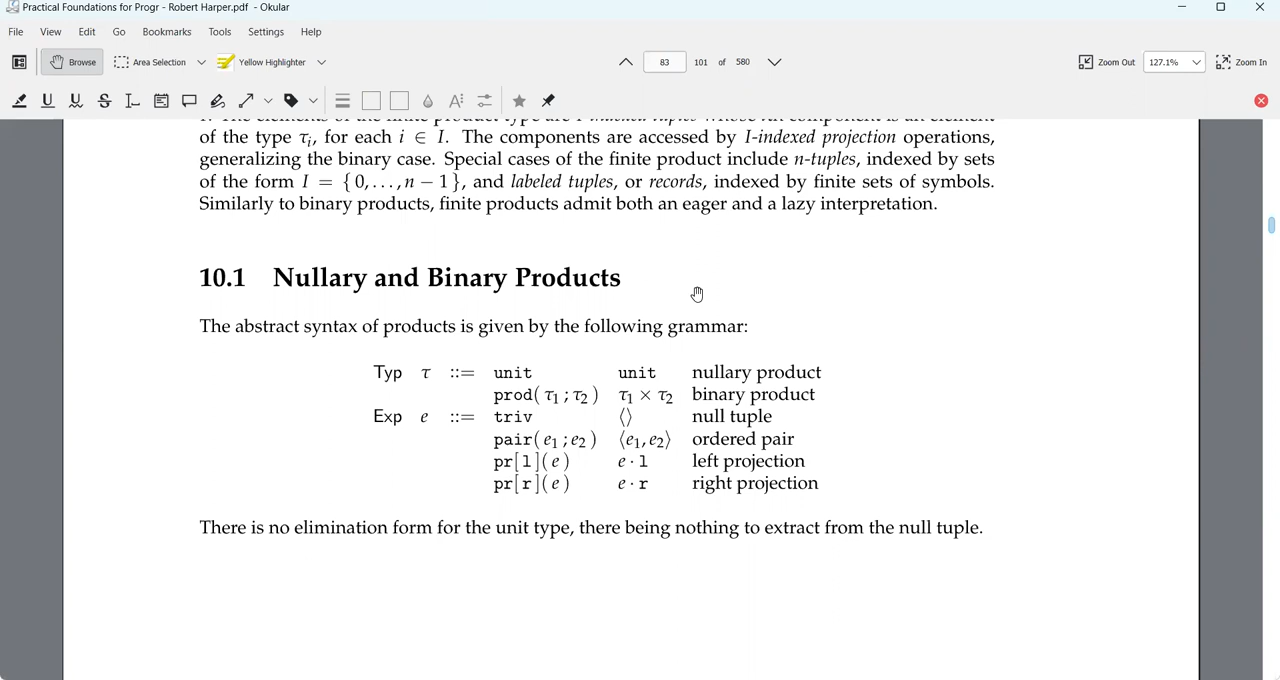 Practical Foundations for Progr - Robert Harper.pdf - Okular
File View Edit Go Bookmarks Tools Settings Help
Browse Area Selection Yellow Highlighter 83 101 of 580 Zoom Out 127.1% Zoom In
of the type τᵢ, for each i ∈ I. The components are accessed by I-indexed projection operations,
generalizing the binary case. Special cases of the finite product include n-tuples, indexed by sets
of the form I = {0,...,n − 1}, and labeled tuples, or records, indexed by finite sets of symbols.
Similarly to binary products, finite products admit both an eager and a lazy interpretation.
10.1 Nullary and Binary Products
The abstract syntax of products is given by the following grammar:
Typ τ ::= unit unit nullary product
prod(τ₁;τ₂) τ₁ × τ₂ binary product
Exp e ::= triv ⟨⟩ null tuple
pair(e₁;e₂) ⟨e₁,e₂⟩ ordered pair
pr[l](e) e · l left projection
pr[r](e) e · r right projection
There is no elimination form for the unit type, there being nothing to extract from the null tuple.